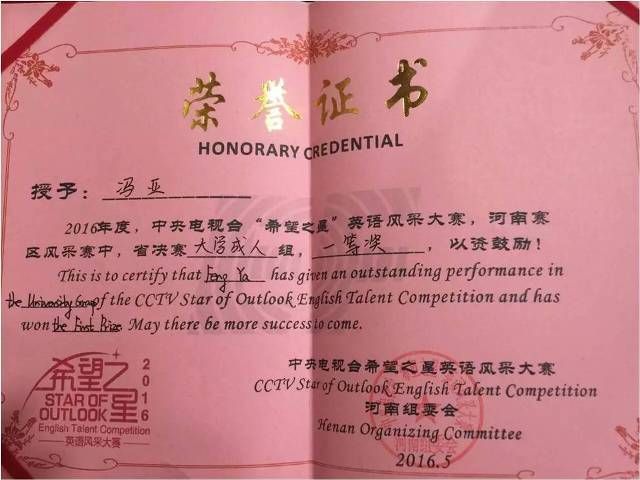 荣誉证书
HONORARY CREDENTIAL
授予：冯亚
2016年度，中央电视台“希望之星”英语风采大赛，河南赛
区风采赛中，省决赛大学成人组，一等奖，以资鼓励！
This is to certify that Feng Ya has given an outstanding performance in
the University Group of the CCTV Star of Outlook English Talent Competition and has
won the First Prize May there be more success to come.
希望之星
2016
STAR OF
OUTLOOK
English Talent Competition
英语风采大赛
中央电视台希望之星英语风采大赛
CCTV Star of Outlook English Talent Competition
河南组委会
Henan Organizing Committee
2016.5
河南组委会